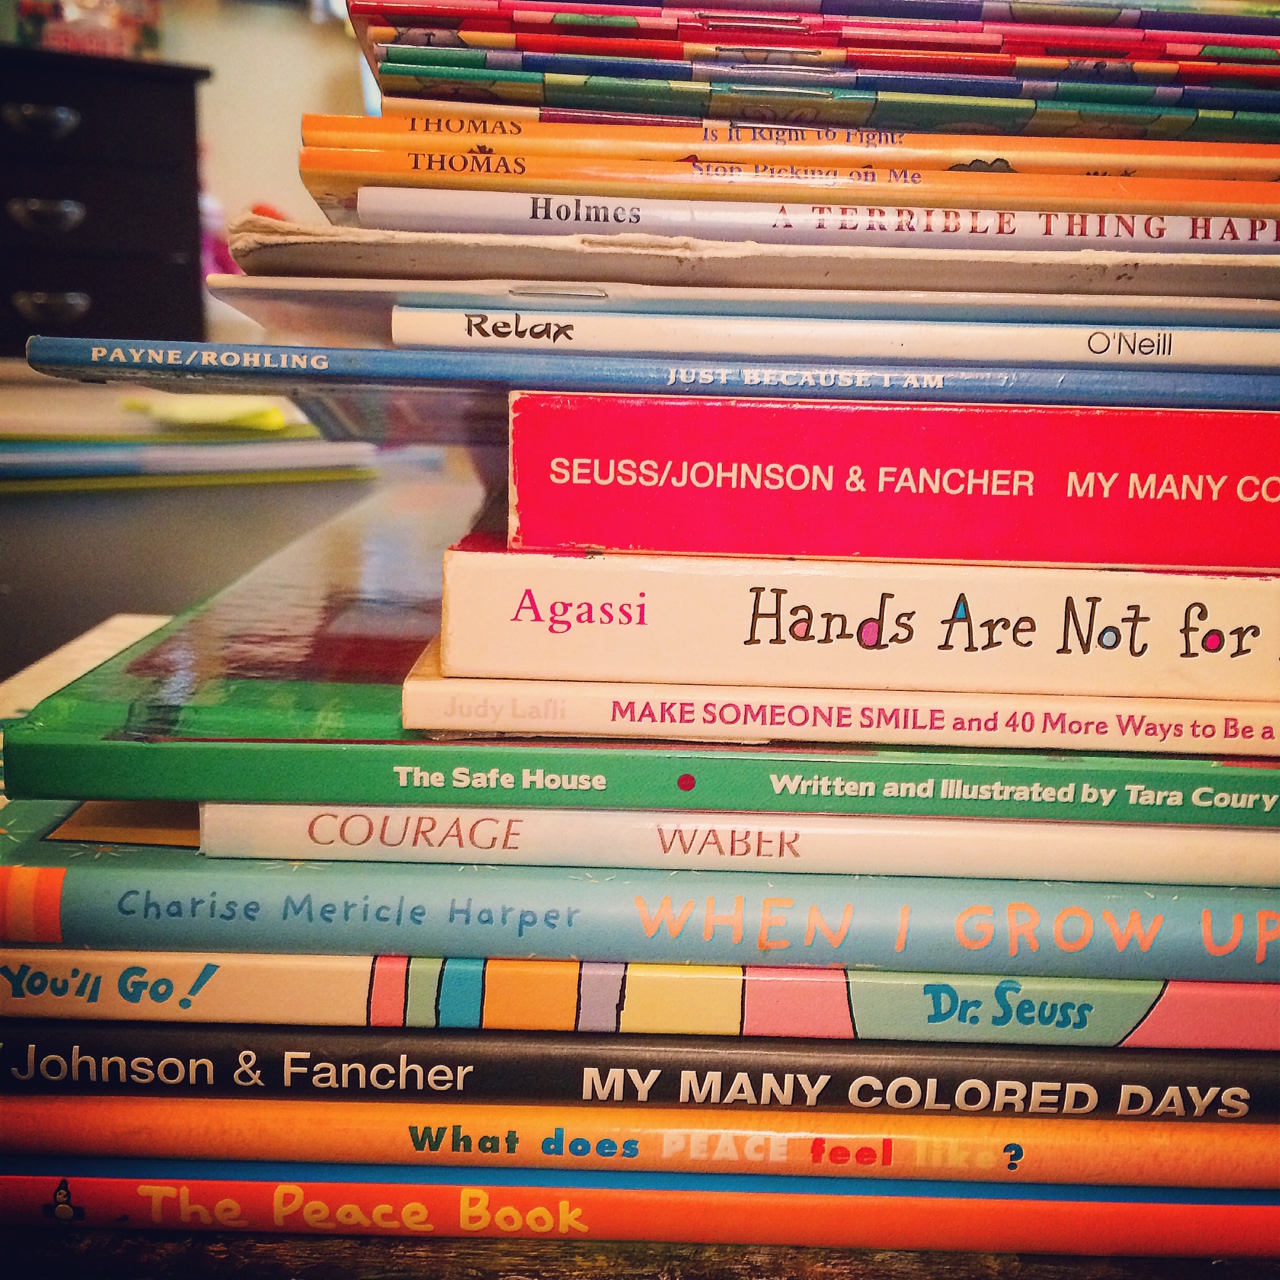 THOMAS Is It Right to Fight?
THOMAS Stop Picking on Me
Holmes A TERRIBLE THING HAP
Relax O'Neill
PAYNE/ROHLING JUST BECAUSE I AM
SEUSS/JOHNSON & FANCHER MY MANY CO
Agassi Hands Are Not for
Judy Lalli MAKE SOMEONE SMILE and 40 More Ways to Be a
The Safe House Written and Illustrated by Tara Coury
COURAGE WABER
Charise Mericle Harper WHEN I GROW UP
You'll Go! Dr. Seuss
Johnson & Fancher MY MANY COLORED DAYS
What does PEACE feel like?
The Peace Book